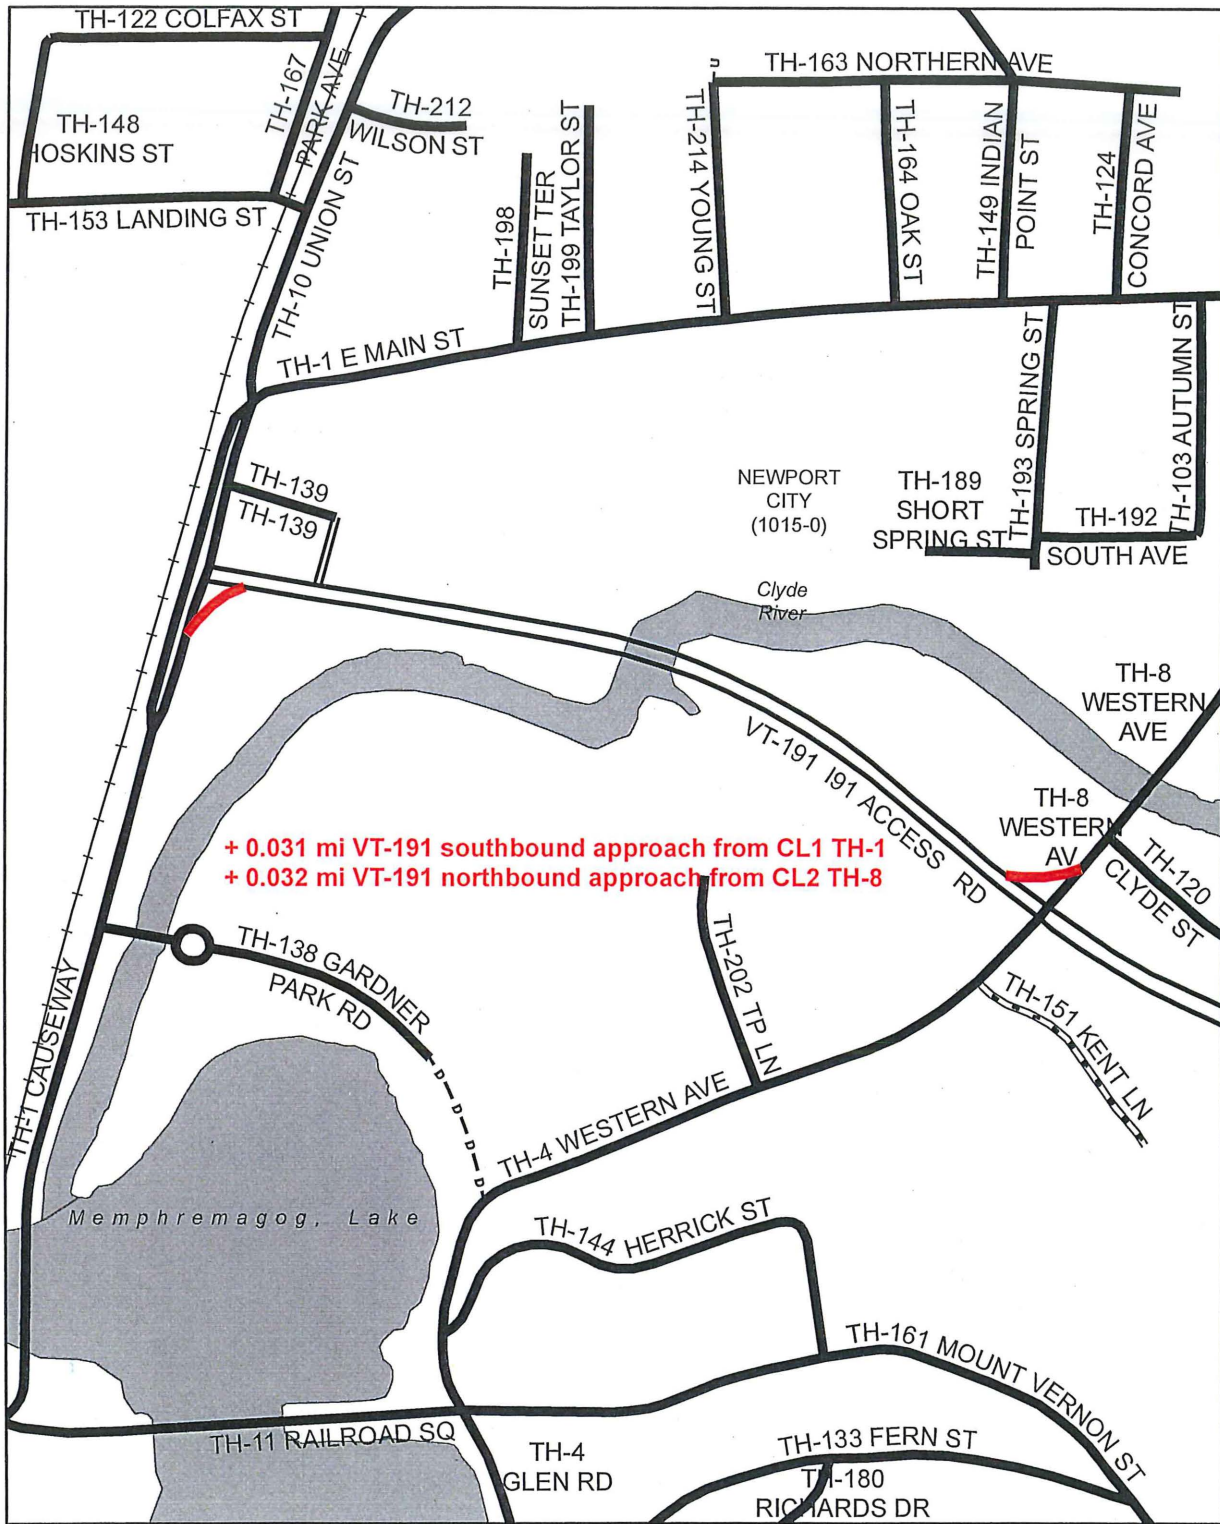 TH-122 COLFAX ST
TH-167
PARK AVE
TH-148
HOSKINS ST
TH-153 LANDING ST
TH-212
WILSON ST
TH-10 UNION ST
TH-198
SUNSET TER
TH-199 TAYLOR ST
U
TH-214 YOUNG ST
TH-163 NORTHERN AVE
TH-164 OAK ST
TH-149 INDIAN
POINT ST
TH-124
CONCORD AVE
TH-1 E MAIN ST
TH-193 SPRING ST
TH-103 AUTUMN ST
TH-139
TH-139
NEWPORT
CITY
(1015-0)
TH-189
SHORT
SPRING ST
TH-192
SOUTH AVE
Clyde
River
TH-8
WESTERN
AVE
VT-191 I91 ACCESS RD
TH-8
WESTERN
AV
TH-120
CLYDE ST
+ 0.031 mi VT-191 southbound approach from CL1 TH-1
+ 0.032 mi VT-191 northbound approach from CL2 TH-8
TH-138 GARDNER
PARK RD
TH-202 TP LN
TH-151 KENT LN
TH-1 CAUSEWAY
D
D
D
D
TH-4 WESTERN AVE
Memphremagog, Lake
TH-144 HERRICK ST
TH-161 MOUNT VERNON ST
TH-11 RAILROAD SQ
TH-4
GLEN RD
TH-133 FERN ST
TH-180
RICHARDS DR